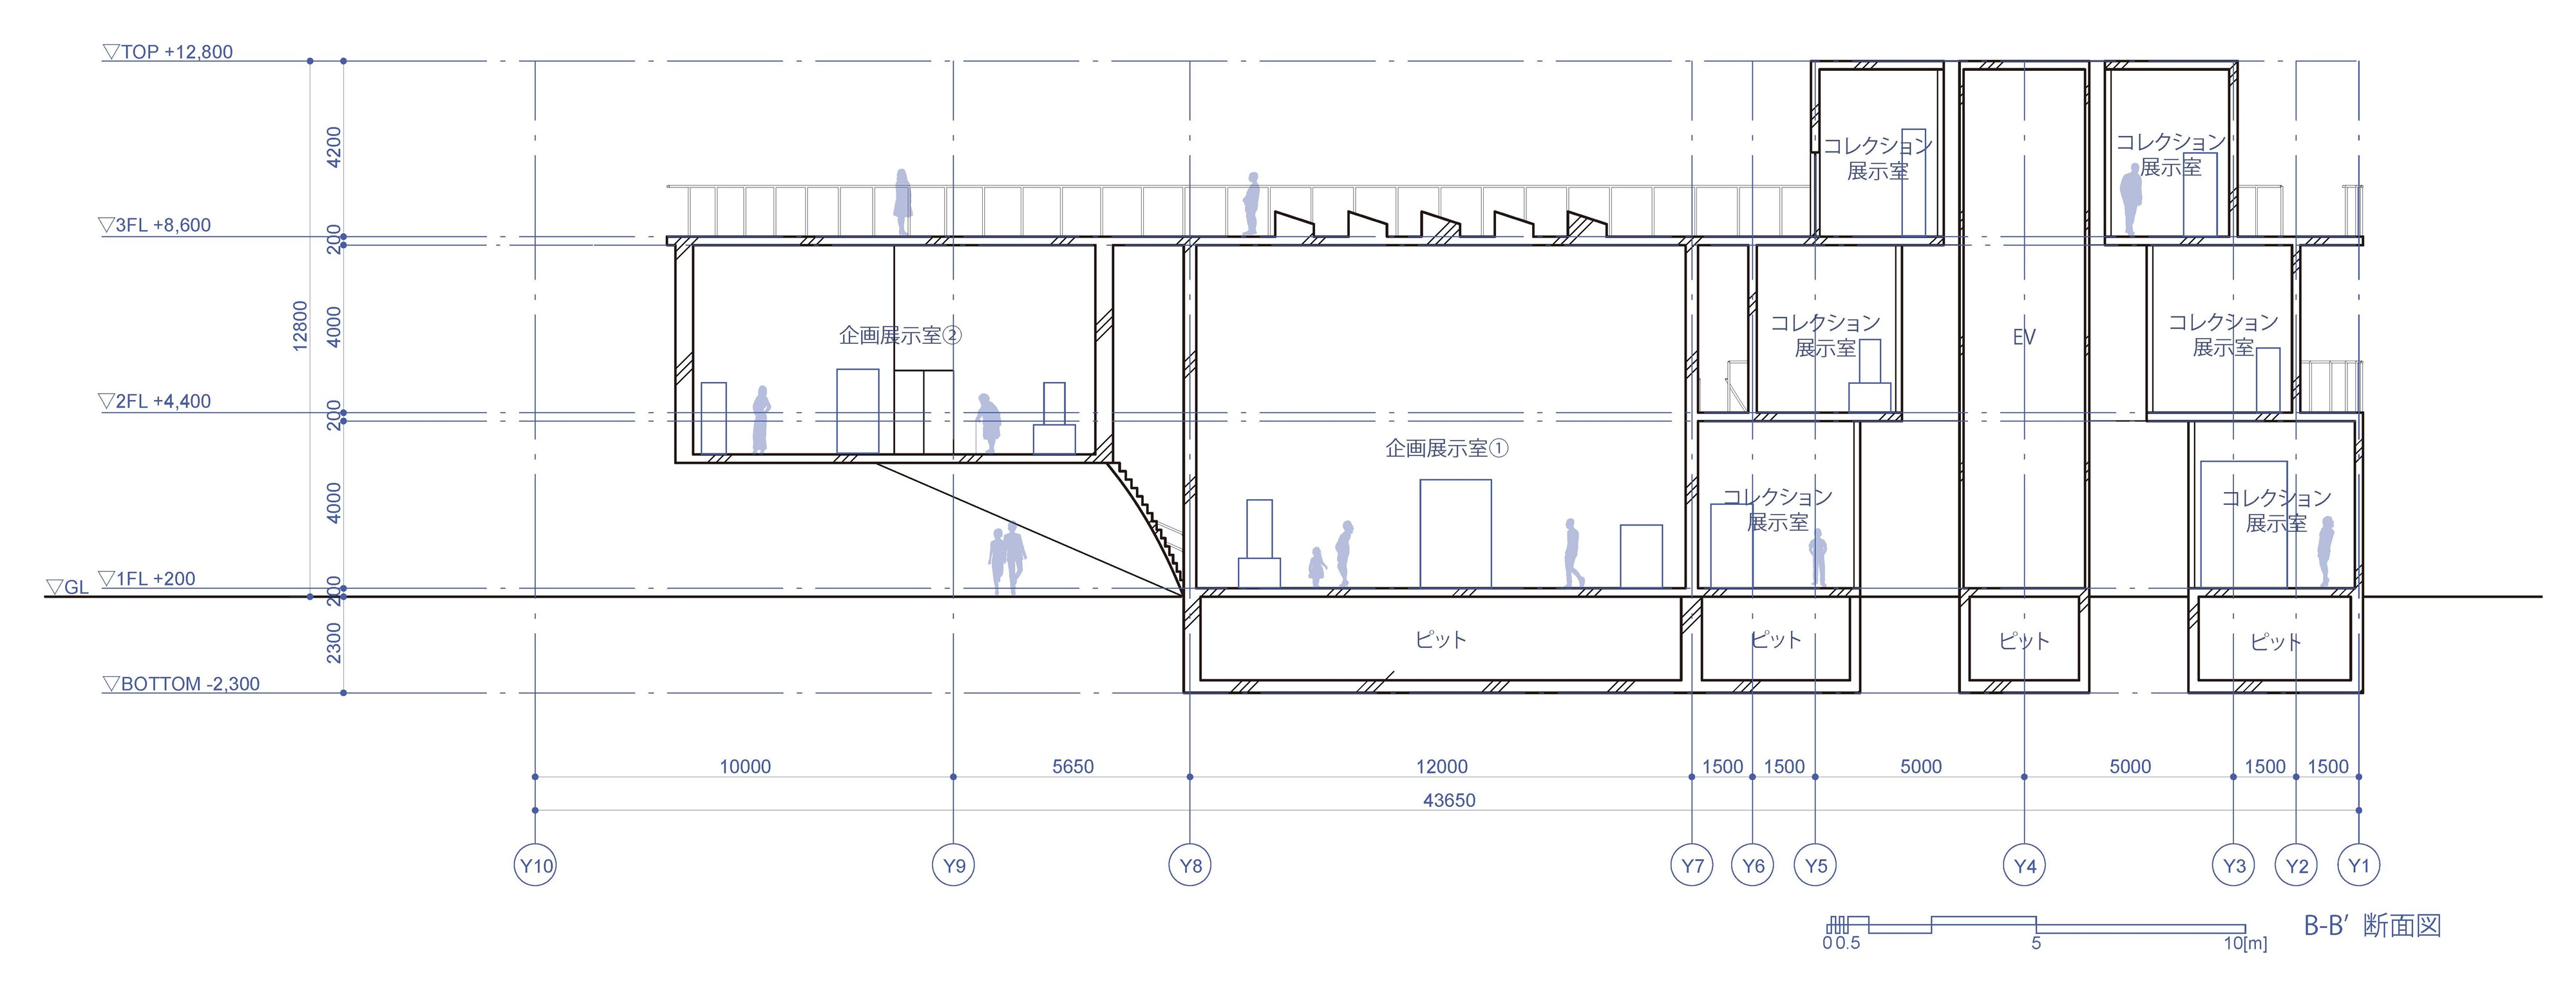 ▽TOP +12,800
4200
コレクション
展示室
コレクション
展示室
▽3FL +8,600
200
12800
4000
企画展示室②
コレクション
展示室
EV
コレクション
展示室
▽2FL +4,400
200
企画展示室①
4000
コレクション
展示室
コレクション
展示室
▽GL
▽1FL +200
200
2300
ピット
ピット
ピット
ピット
▽BOTTOM -2,300
10000
5650
12000
1500
1500
5000
5000
1500
1500
43650
Y10
Y9
Y8
Y7
Y6
Y5
Y4
Y3
Y2
Y1
0 0.5 5 10[m]
B-B′ 断面図